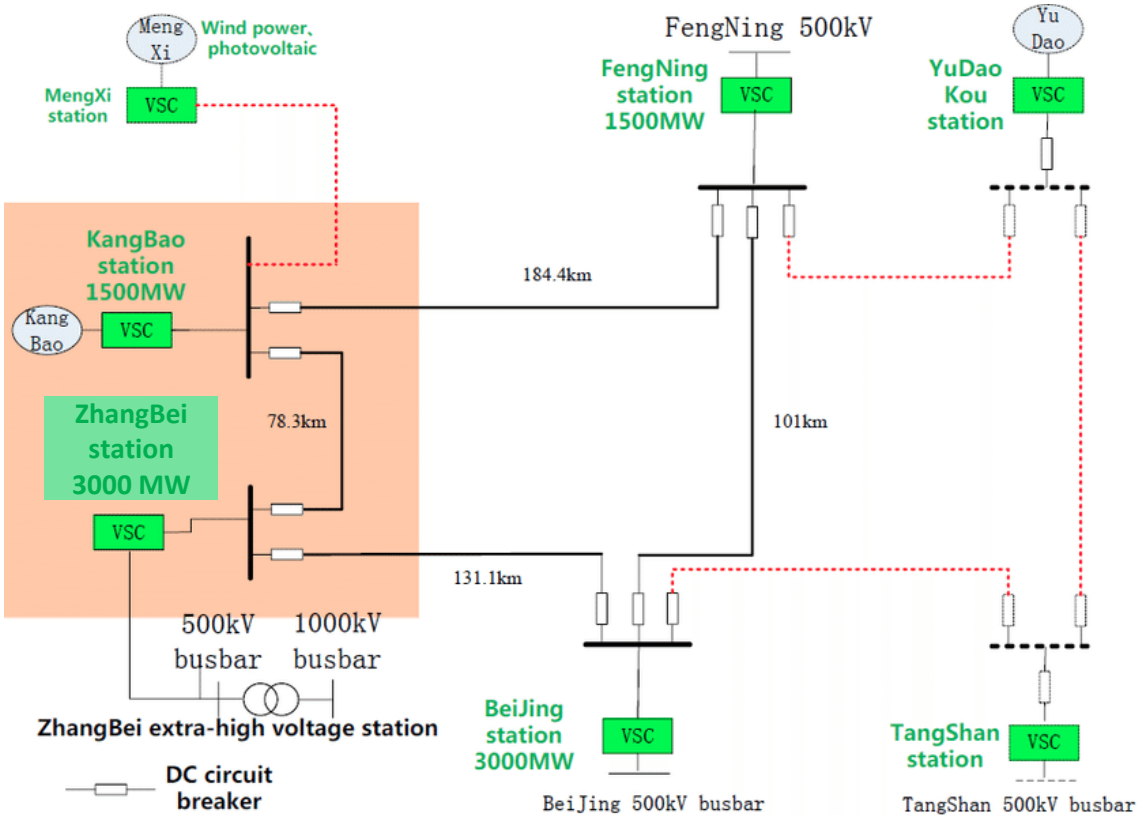 Meng
Xi
Wind power、
photovoltaic
MengXi
station
VSC
FengNing 500kV
FengNing
station
1500MW
VSC
Yu
Dao
YuDao
Kou
station
VSC
KangBao
station
1500MW
Kang
Bao
VSC
184.4km
78.3km
101km
ZhangBei
station
3000 MW
VSC
131.1km
500kV
busbar
1000kV
busbar
ZhangBei extra-high voltage station
DC circuit
breaker
BeiJing
station
3000MW
VSC
BeiJing 500kV busbar
TangShan
station
VSC
TangShan 500kV busbar